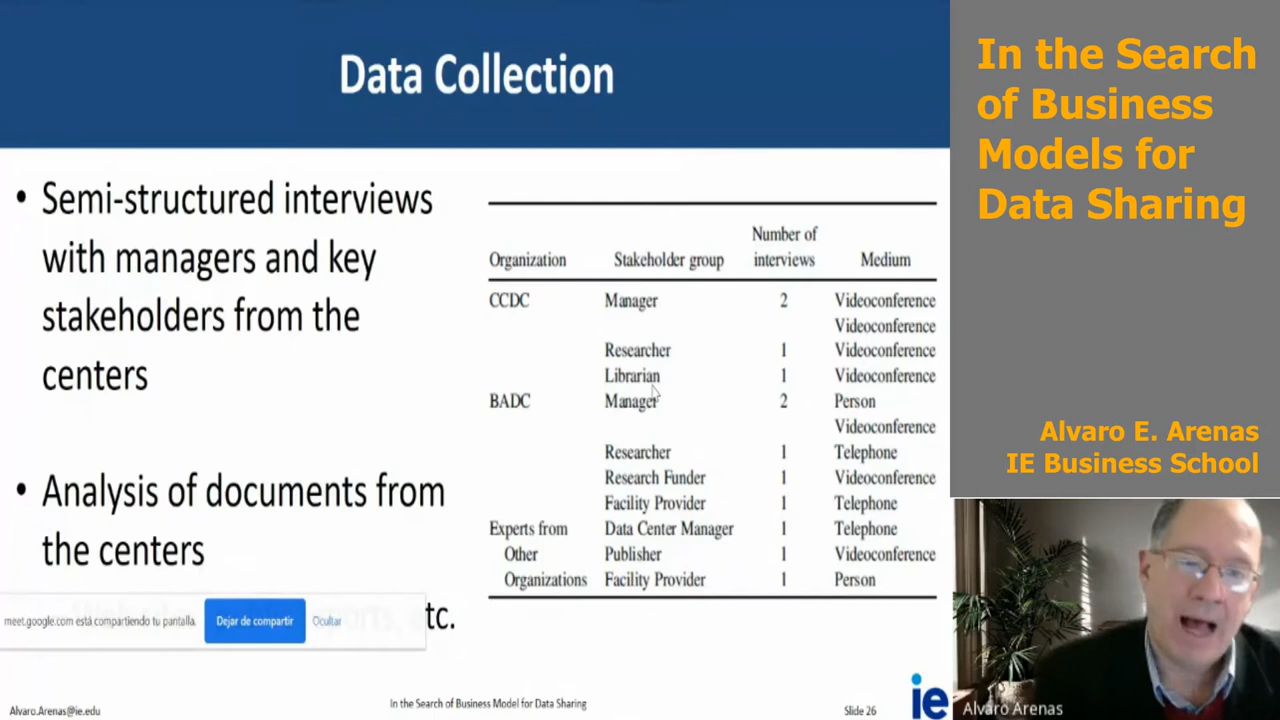 Data Collection
• Semi-structured interviews
with managers and key
stakeholders from the
centers
• Analysis of documents from
the centers
etc.
Organization Stakeholder group Number of interviews Medium
CCDC Manager 2 Videoconference
Videoconference
Researcher 1 Videoconference
Librarian 1 Videoconference
BADC Manager 2 Person
Videoconference
Researcher 1 Telephone
Research Funder 1 Videoconference
Facility Provider 1 Telephone
Experts from Data Center Manager 1 Telephone
Other Publisher 1 Videoconference
Organizations Facility Provider 1 Person
meet.google.com está compartiendo tu pantalla. Dejar de compartir Ocultar
Alvaro.Arenas@ie.edu In the Search of Business Model for Data Sharing Slide 26
ie
In the Search
of Business
Models for
Data Sharing
Alvaro E. Arenas
IE Business School
Alvaro Arenas